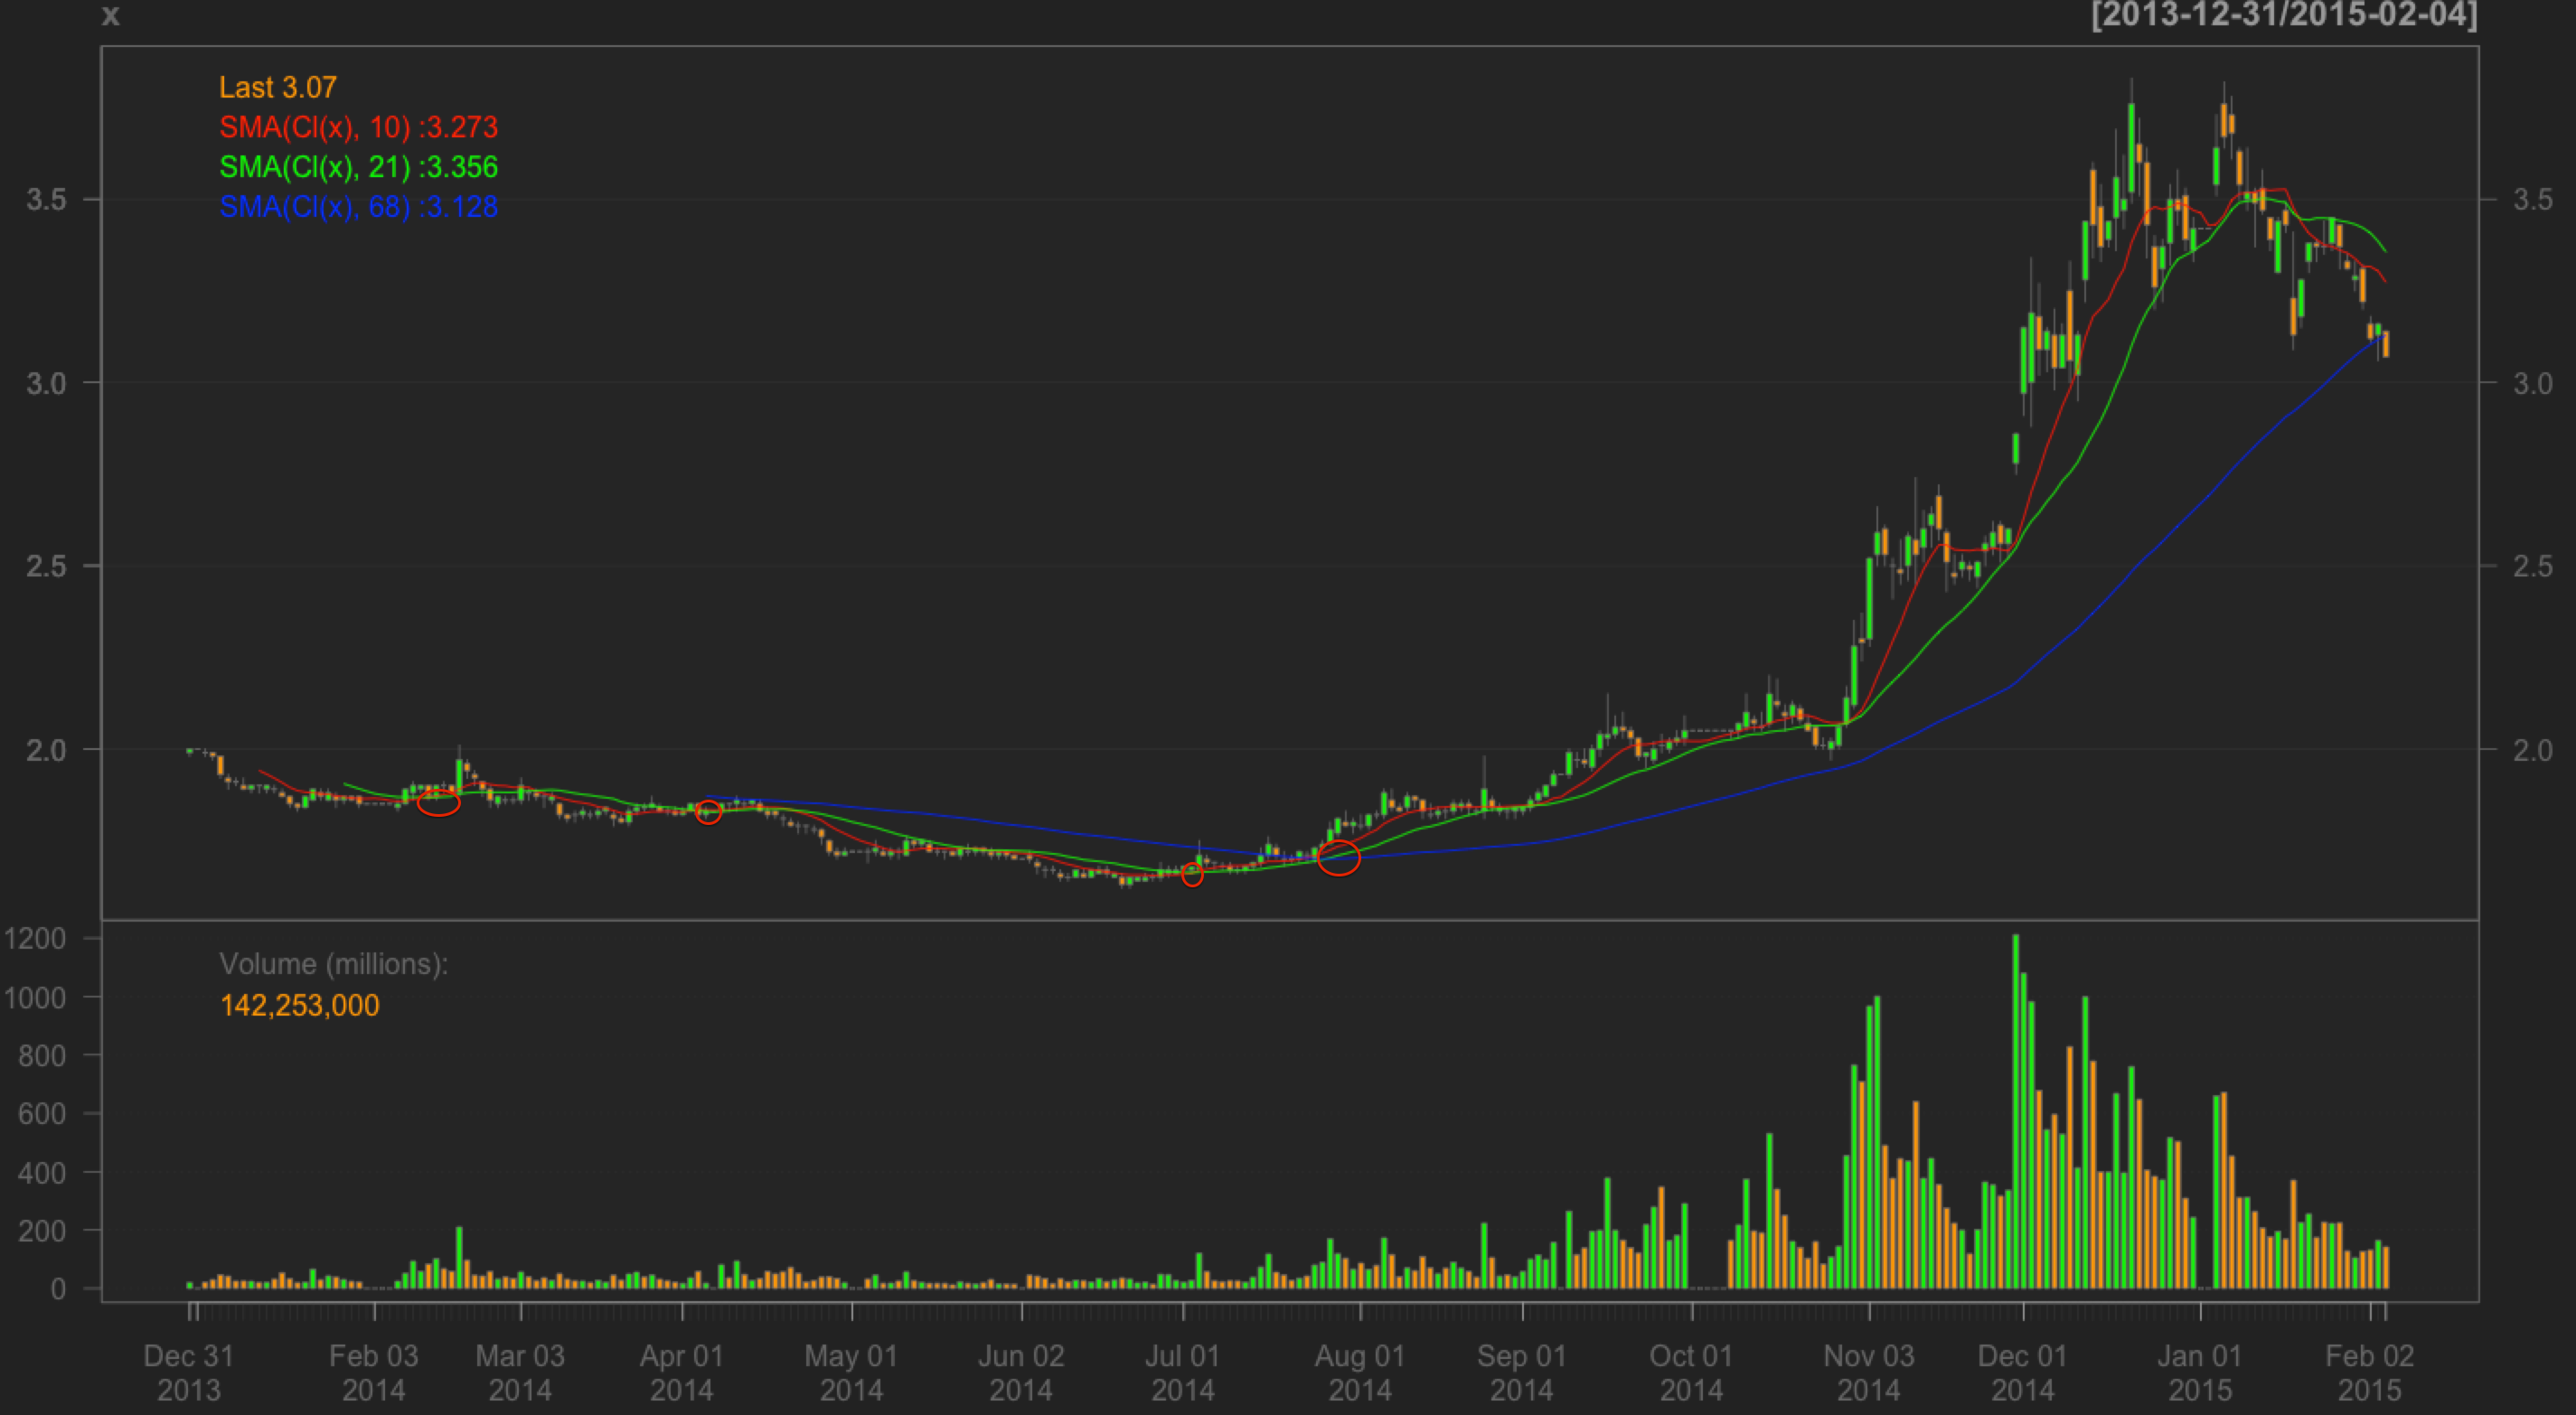 x
[2013-12-31/2015-02-04]
Last 3.07
SMA(Cl(x), 10) :3.273
SMA(Cl(x), 21) :3.356
SMA(Cl(x), 68) :3.128
3.5 3.5
3.0 3.0
2.5 2.5
2.0 2.0
1200
Volume (millions):
142,253,000
1000
800
600
400
200
0
Dec 31 Feb 03 Mar 03 Apr 01 May 01 Jun 02 Jul 01 Aug 01 Sep 01 Oct 01 Nov 03 Dec 01 Jan 01 Feb 02
2013 2014 2014 2014 2014 2014 2014 2014 2014 2014 2014 2014 2015 2015